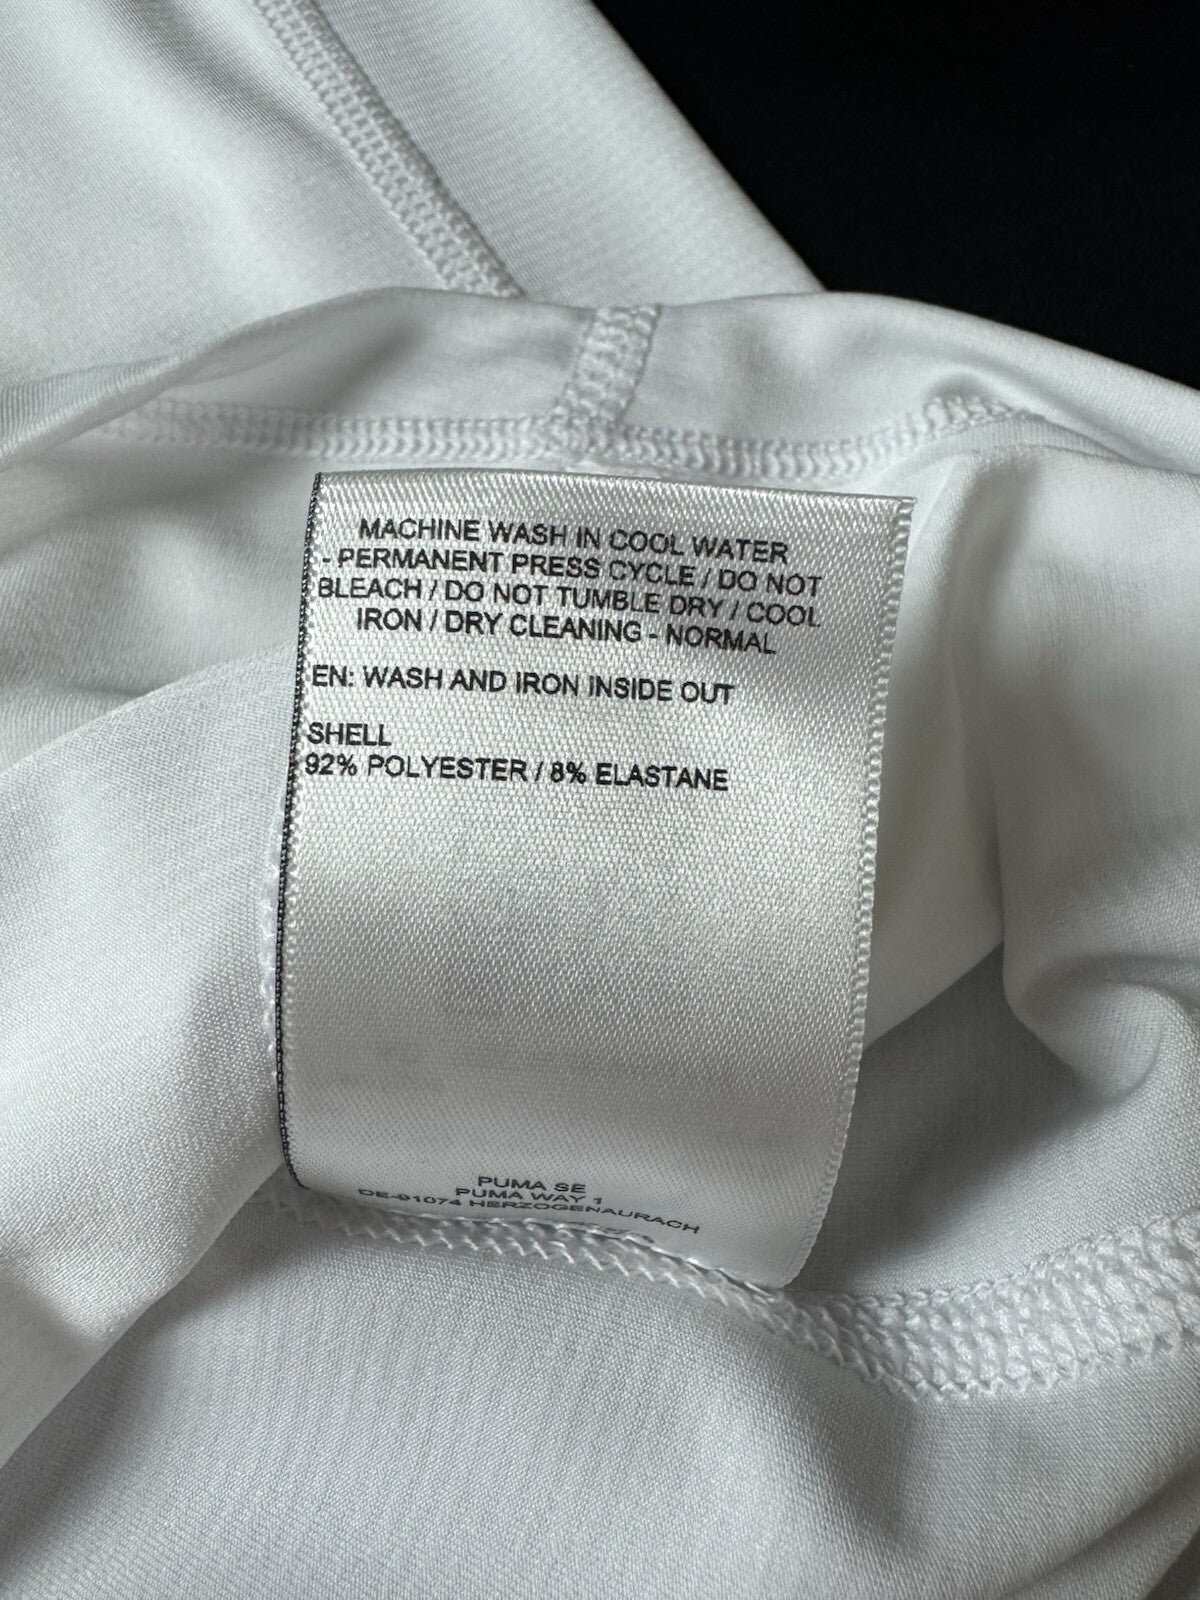 MACHINE WASH IN COOL WATER
- PERMANENT PRESS CYCLE / DO NOT
BLEACH / DO NOT TUMBLE DRY / COOL
IRON / DRY CLEANING - NORMAL
EN: WASH AND IRON INSIDE OUT
SHELL
92% POLYESTER / 8% ELASTANE
PUMA SE
PUMA WAY 1
DE-91074 HERZOGENAURACH